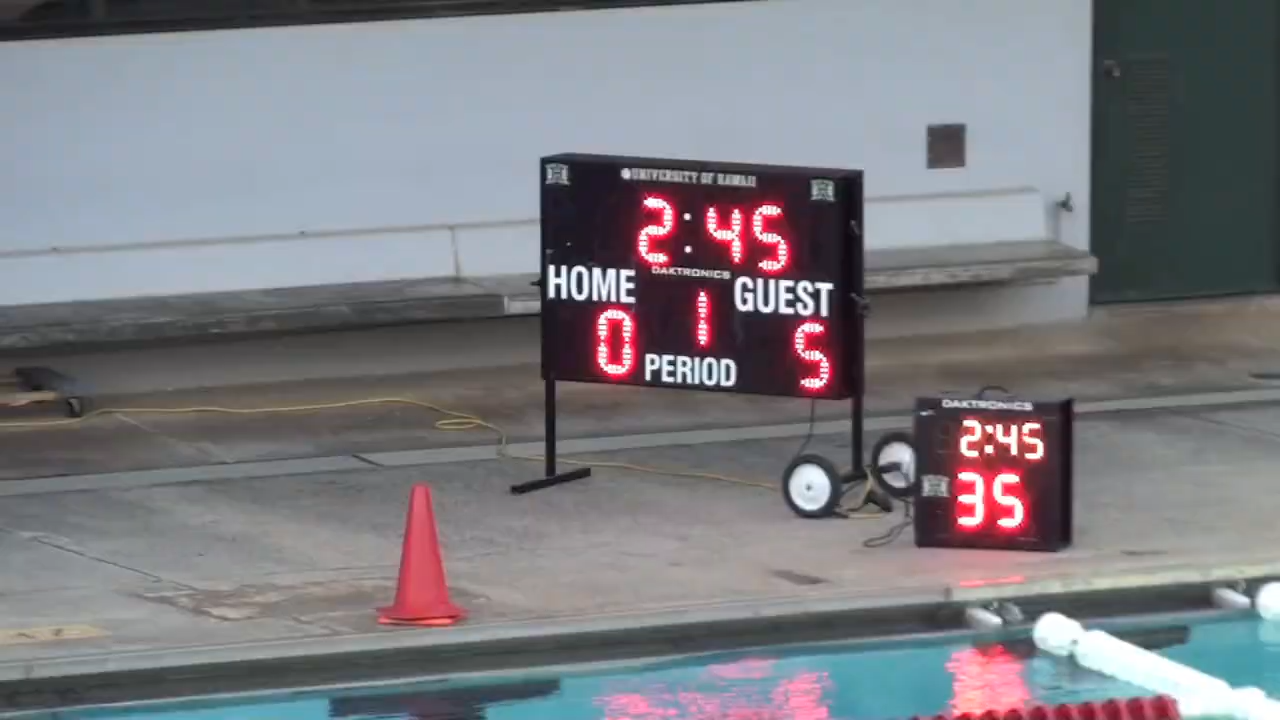 UNIVERSITY OF HAWAII
2:45
DAKTRONICS
HOME 1 GUEST
0 PERIOD 5
DAKTRONICS
2:45
H 35